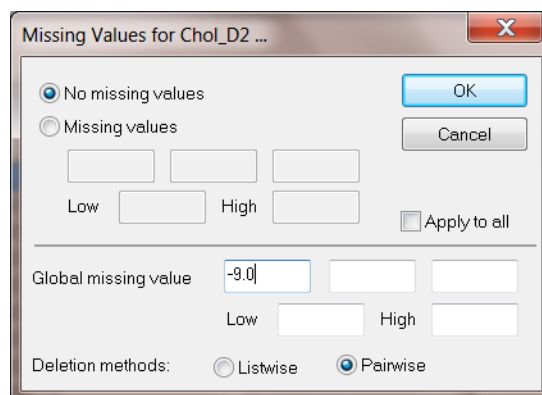 Missing Values for Chol_D2 ...
X
No missing values
OK
Missing values
Cancel
Low High
Apply to all
Global missing value -9.0
Low High
Deletion methods: Listwise Pairwise